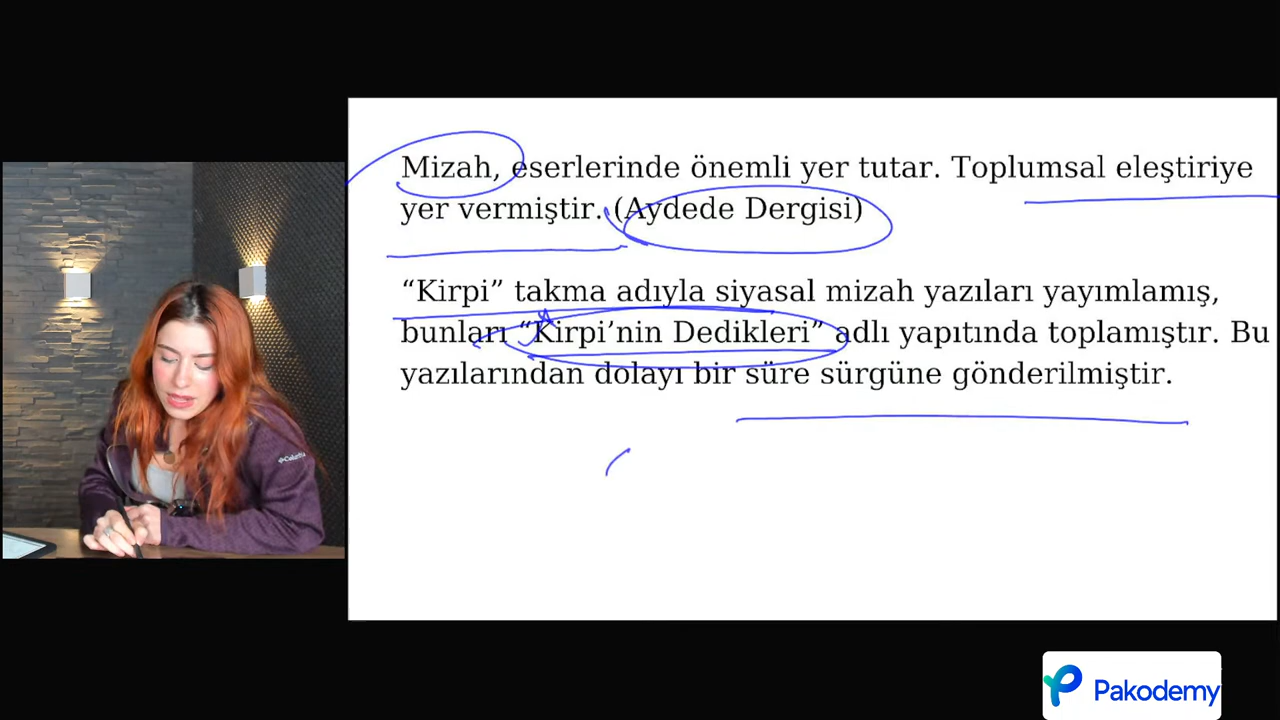 Mizah, eserlerinde önemli yer tutar. Toplumsal eleştiriye
yer vermiştir. (Aydede Dergisi)
“Kirpi” takma adıyla siyasal mizah yazıları yayımlamış,
bunları “Kirpi’nin Dedikleri” adlı yapıtında toplamıştır. Bu
yazılarından dolayı bir süre sürgüne gönderilmiştir.
Columbia
Pakodemy